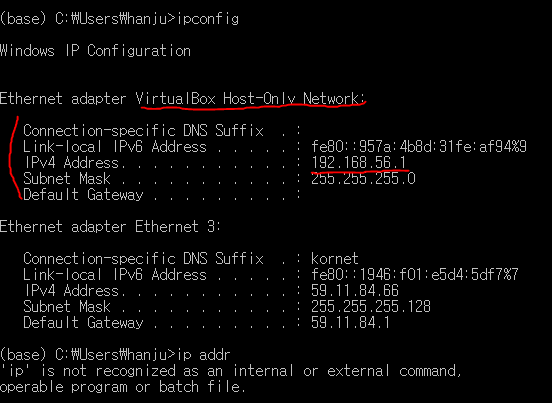 (base) C:₩Users₩hanju>ipconfig
Windows IP Configuration
Ethernet adapter VirtualBox Host-Only Network:
Connection-specific DNS Suffix . :
Link-local IPv6 Address . . . . . : fe80::957a:4b8d:31fe:af94%9
IPv4 Address. . . . . . . . . . . : 192.168.56.1
Subnet Mask . . . . . . . . . . . : 255.255.255.0
Default Gateway . . . . . . . . . :
Ethernet adapter Ethernet 3:
Connection-specific DNS Suffix . : kornet
Link-local IPv6 Address . . . . . : fe80::1946:f01:e5d4:5df7%7
IPv4 Address. . . . . . . . . . . : 59.11.84.66
Subnet Mask . . . . . . . . . . . : 255.255.255.128
Default Gateway . . . . . . . . . : 59.11.84.1
(base) C:₩Users₩hanju>ip addr
'ip' is not recognized as an internal or external command,
operable program or batch file.